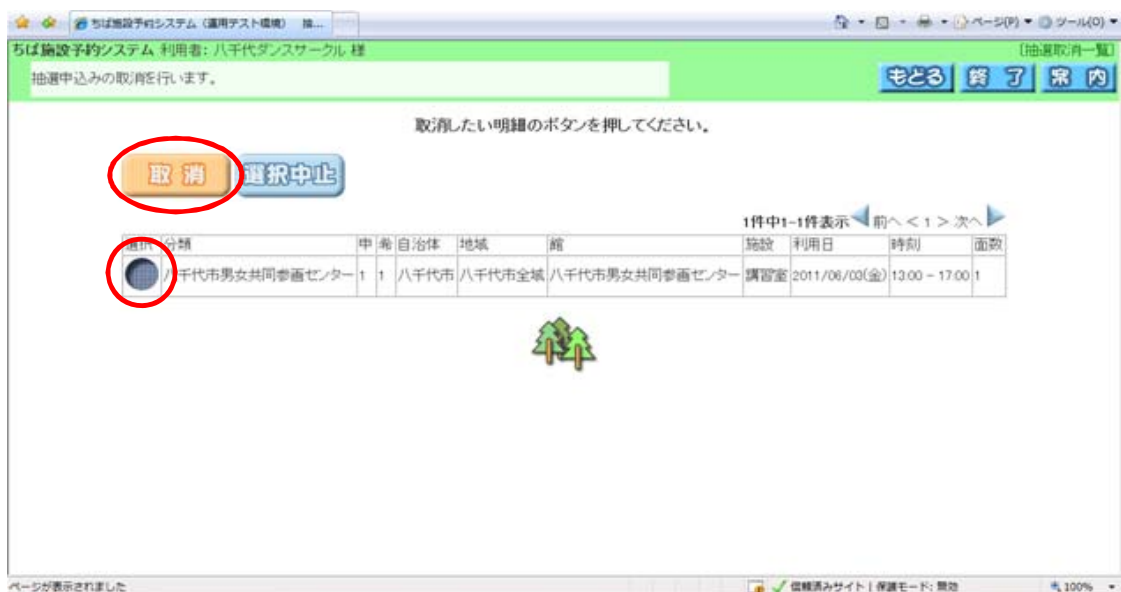 ちば施設予約システム（運用テスト環境） 抽...
ページ(P) ツール(O)
ちば施設予約システム 利用者: 八千代ダンスサークル 様 [抽選取消一覧]
抽選申込みの取消を行います。 もどる 終了 案内
取消したい明細のボタンを押してください。
取消 選択中止
1件中1-1件表示 前へ < 1 > 次へ
選択 分類 申 希 自治体 地域 館 施設 利用日 時刻 面数
八千代市男女共同参画センター 1 1 八千代市 八千代市全域 八千代市男女共同参画センター 講習室 2011/06/03(金) 13:00 - 17:00 1
ページが表示されました 信頼済みサイト | 保護モード: 無効 100%